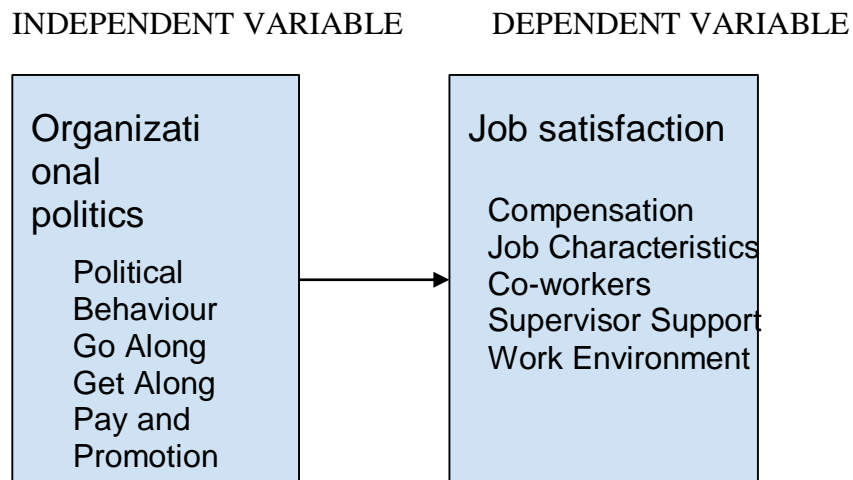 INDEPENDENT VARIABLE
DEPENDENT VARIABLE
Organizati
onal
politics
Political
Behaviour
Go Along
Get Along
Pay and
Promotion
Job satisfaction
Compensation
Job Characteristics
Co-workers
Supervisor Support
Work Environment